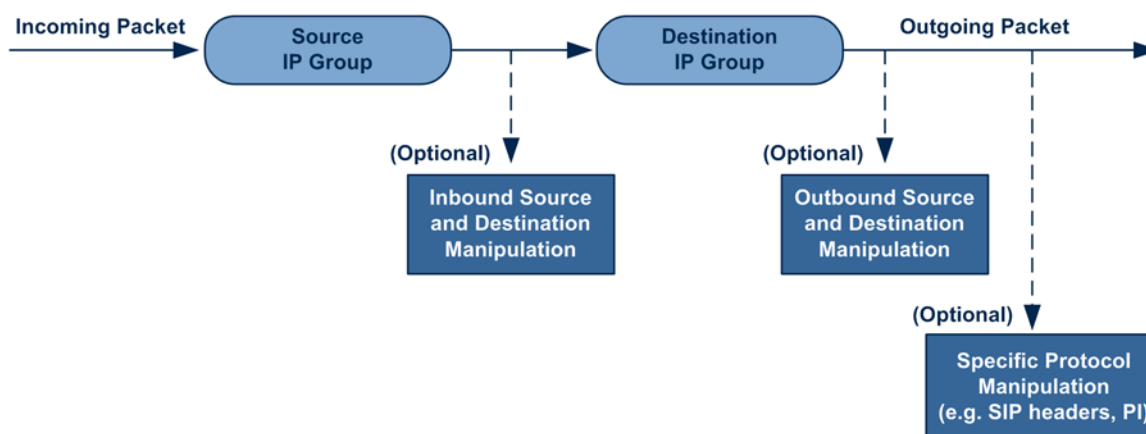 Incoming Packet
Source
IP Group
Destination
IP Group
Outgoing Packet
(Optional)
Inbound Source
and Destination
Manipulation
(Optional)
Outbound Source
and Destination
Manipulation
(Optional)
Specific Protocol
Manipulation
(e.g. SIP headers, PI)